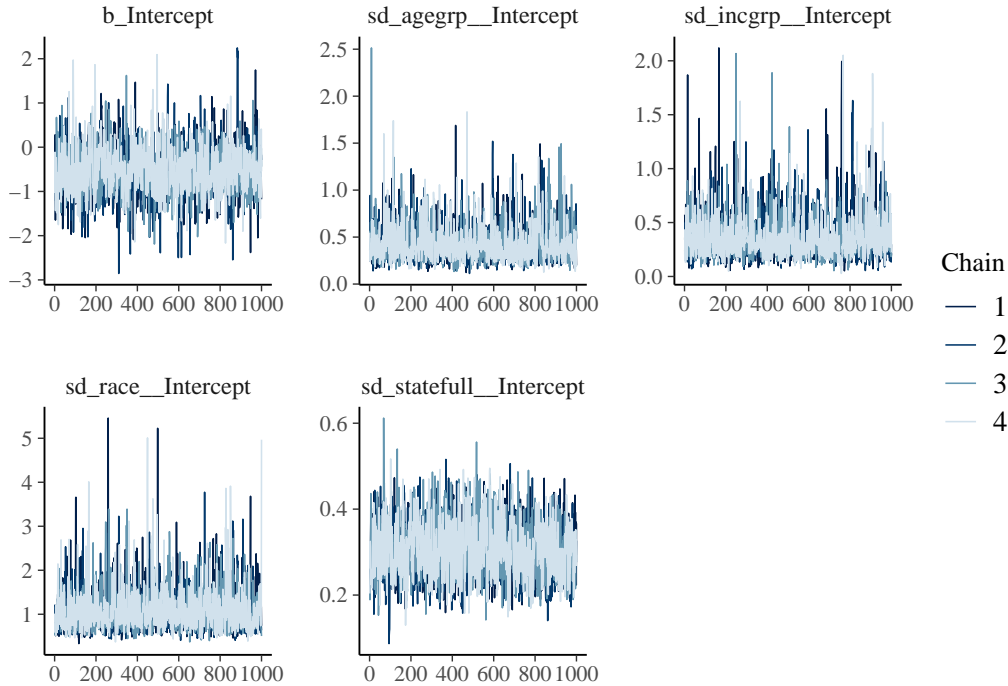 b_Intercept
2
1
0
−1
−2
−3
0 200 400 600 800 1000
sd_agegrp__Intercept
2.5
2.0
1.5
1.0
0.5
0.0
0 200 400 600 800 1000
sd_incgrp__Intercept
2.0
1.5
1.0
0.5
0.0
0 200 400 600 800 1000
sd_race__Intercept
5
4
3
2
1
0 200 400 600 800 1000
sd_statefull__Intercept
0.6
0.4
0.2
0 200 400 600 800 1000
Chain
1
2
3
4